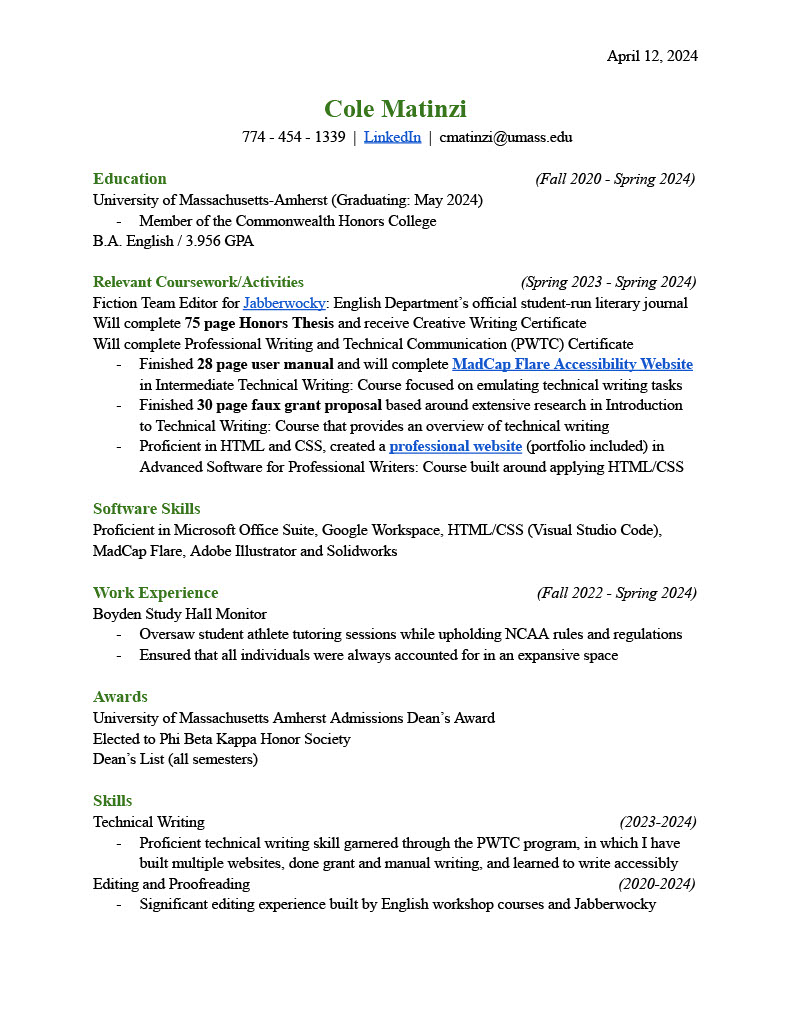 April 12, 2024
Cole Matinzi
774 - 454 - 1339 | LinkedIn | cmatinzi@umass.edu
Education (Fall 2020 - Spring 2024)
University of Massachusetts-Amherst (Graduating: May 2024)
- Member of the Commonwealth Honors College
B.A. English / 3.956 GPA
Relevant Coursework/Activities (Spring 2023 - Spring 2024)
Fiction Team Editor for Jabberwocky: English Department’s official student-run literary journal
Will complete 75 page Honors Thesis and receive Creative Writing Certificate
Will complete Professional Writing and Technical Communication (PWTC) Certificate
- Finished 28 page user manual and will complete MadCap Flare Accessibility Website
in Intermediate Technical Writing: Course focused on emulating technical writing tasks
- Finished 30 page faux grant proposal based around extensive research in Introduction
to Technical Writing: Course that provides an overview of technical writing
- Proficient in HTML and CSS, created a professional website (portfolio included) in
Advanced Software for Professional Writers: Course built around applying HTML/CSS
Software Skills
Proficient in Microsoft Office Suite, Google Workspace, HTML/CSS (Visual Studio Code),
MadCap Flare, Adobe Illustrator and Solidworks
Work Experience (Fall 2022 - Spring 2024)
Boyden Study Hall Monitor
- Oversaw student athlete tutoring sessions while upholding NCAA rules and regulations
- Ensured that all individuals were always accounted for in an expansive space
Awards
University of Massachusetts Amherst Admissions Dean’s Award
Elected to Phi Beta Kappa Honor Society
Dean’s List (all semesters)
Skills
Technical Writing (2023-2024)
- Proficient technical writing skill garnered through the PWTC program, in which I have
built multiple websites, done grant and manual writing, and learned to write accessibly
Editing and Proofreading (2020-2024)
- Significant editing experience built by English workshop courses and Jabberwocky